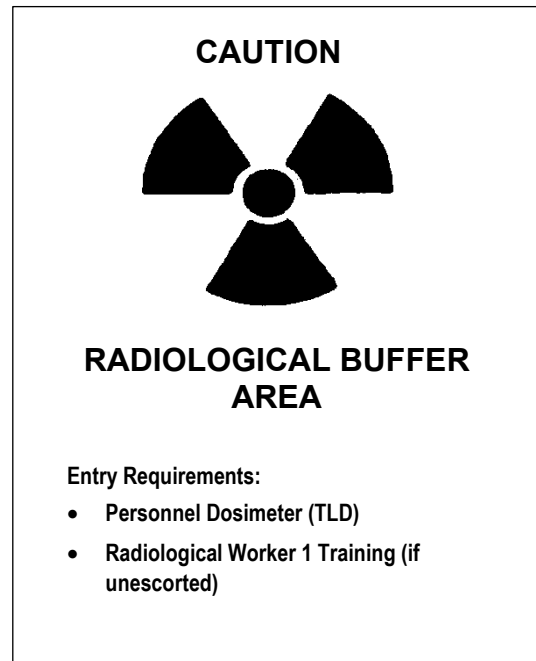 CAUTION
RADIOLOGICAL BUFFER
AREA
Entry Requirements:
• Personnel Dosimeter (TLD)
• Radiological Worker 1 Training (if
unescorted)